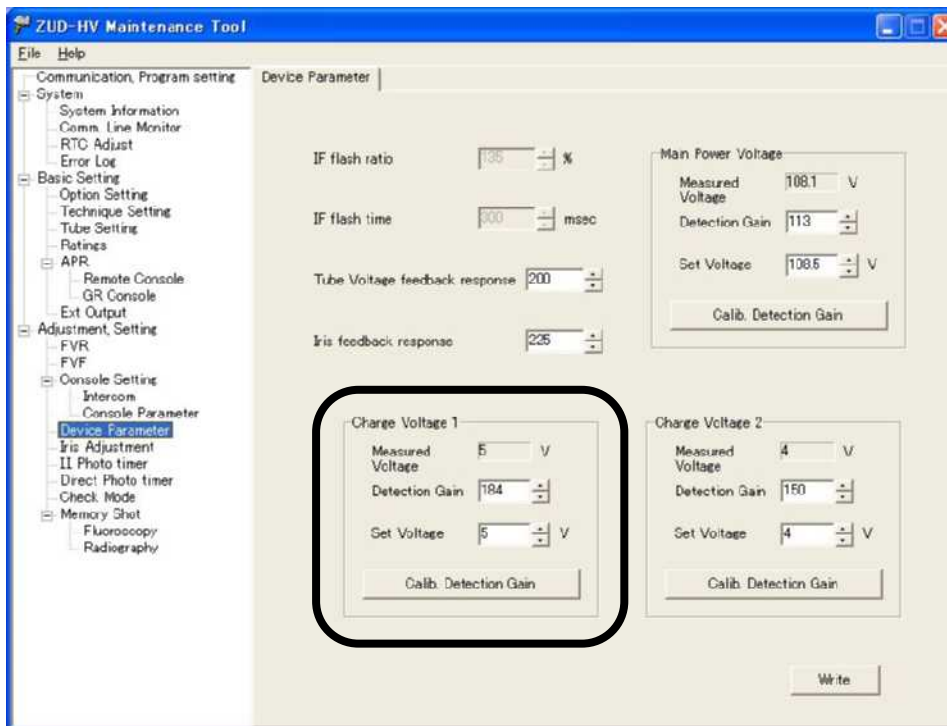 ZUD-HV Maintenance Tool
File Help
Communication, Program setting
System
System Information
Comm. Line Monitor
RTC Adjust
Error Log
Basic Setting
Option Setting
Technique Setting
Tube Setting
Ratings
APR
Remote Console
GR Console
Ext Output
Adjustment, Setting
FVR
FVF
Console Setting
Intercom
Console Parameter
Device Parameter
Iris Adjustment
II Photo timer
Direct Photo timer
Check Mode
Memory Shot
Fluoroscopy
Radiography
Device Parameter
IF flash ratio 135 %
IF flash time 300 msec
Tube Voltage feedback response 200
Iris feedback response 225
Main Power Voltage
Measured Voltage 108.1 V
Detection Gain 113
Set Voltage 108.5 V
Calib. Detection Gain
Charge Voltage 1
Measured Voltage 5 V
Detection Gain 184
Set Voltage 5 V
Calib. Detection Gain
Charge Voltage 2
Measured Voltage 4 V
Detection Gain 150
Set Voltage 4 V
Calib. Detection Gain
Write